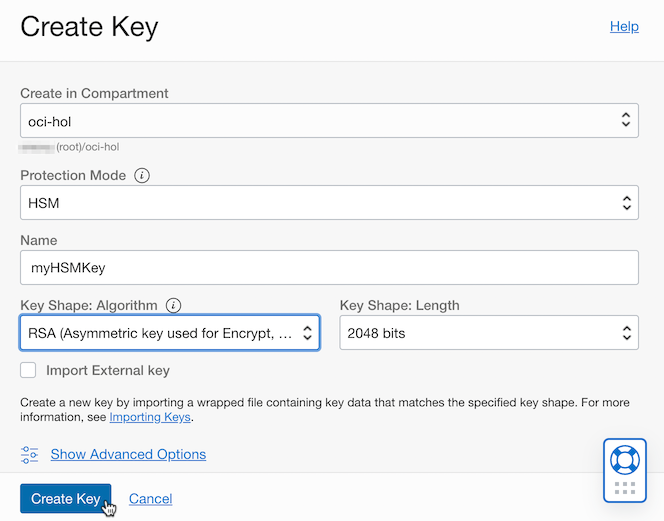 Create Key
Help
Create in Compartment
oci-hol
(root)/oci-hol
Protection Mode
HSM
Name
myHSMKey
Key Shape: Algorithm
Key Shape: Length
RSA (Asymmetric key used for Encrypt, ...
2048 bits
Import External key
Create a new key by importing a wrapped file containing key data that matches the specified key shape. For more
information, see Importing Keys.
Show Advanced Options
Create Key
Cancel